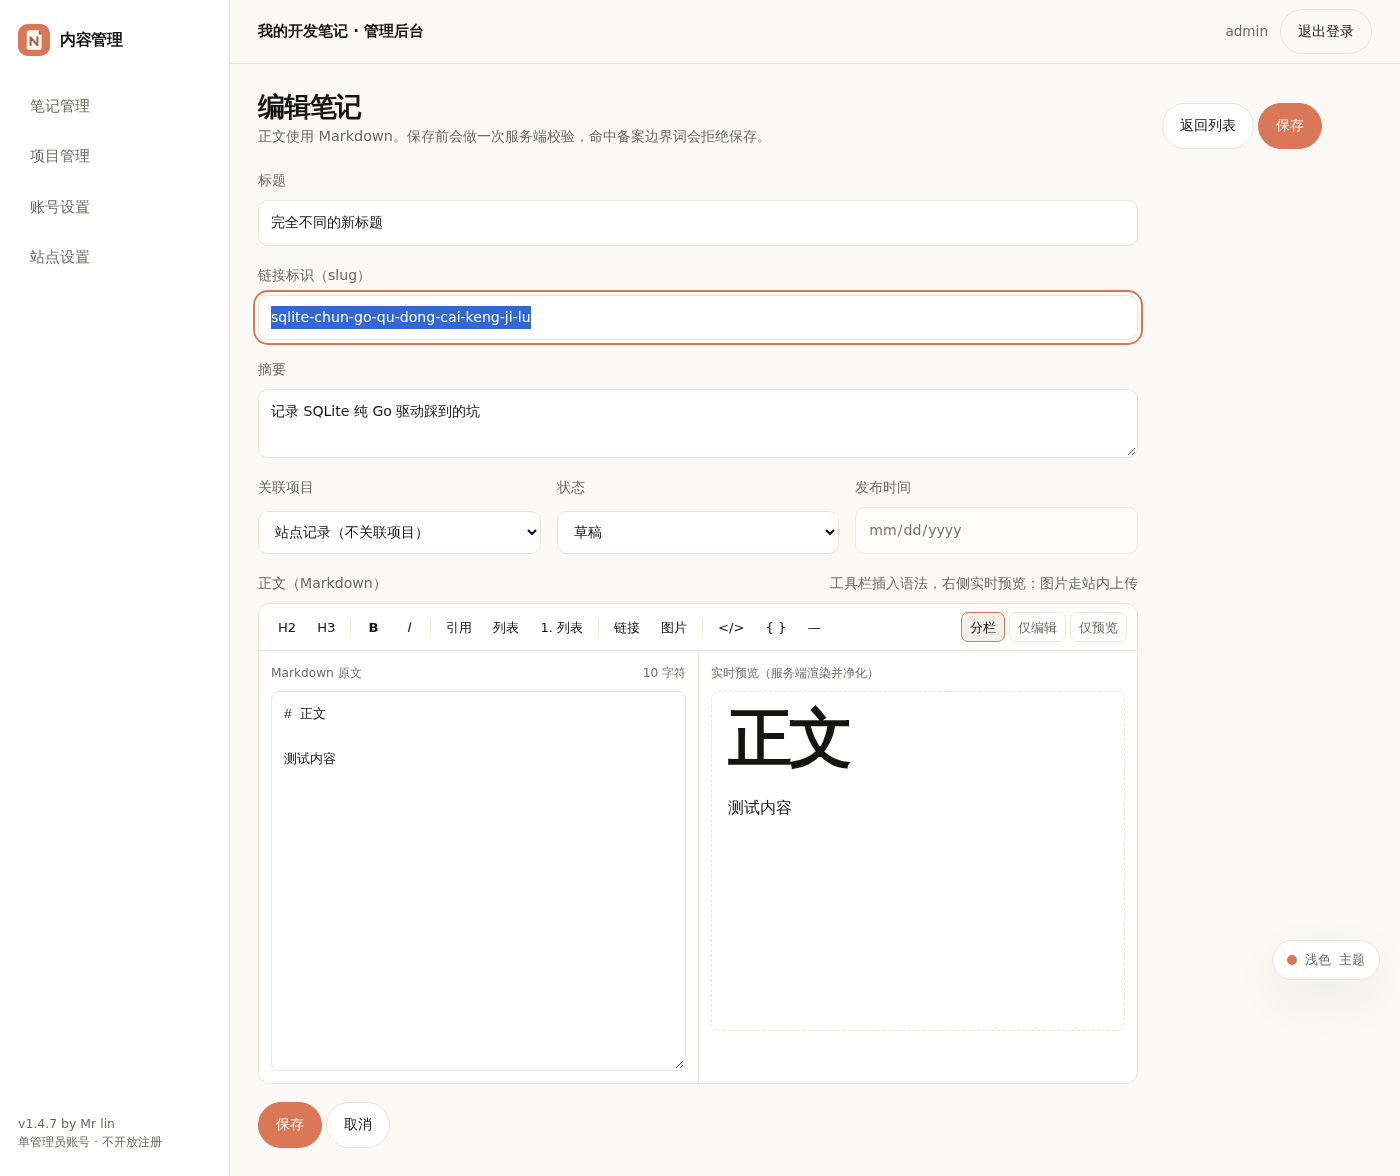 内容管理
笔记管理
项目管理
账号设置
站点设置
v1.4.7 by Mr lin
单管理员账号 · 不开放注册
我的开发笔记 · 管理后台
admin
退出登录
编辑笔记
正文使用 Markdown。保存前会做一次服务端校验，命中备案边界词会拒绝保存。
返回列表
保存
标题
完全不同的新标题
链接标识（slug）
sqlite-chun-go-qu-dong-cai-keng-ji-lu
摘要
记录 SQLite 纯 Go 驱动踩到的坑
关联项目
状态
发布时间
站点记录（不关联项目）
草稿
mm/dd/yyyy
正文（Markdown）
工具栏插入语法，右侧实时预览；图片走站内上传
H2 H3 B I 引用 列表 1. 列表 链接 图片 </> { } —
分栏 仅编辑 仅预览
Markdown 原文
10 字符
# 正文
测试内容
实时预览（服务端渲染并净化）
正文
测试内容
浅色 主题
保存
取消